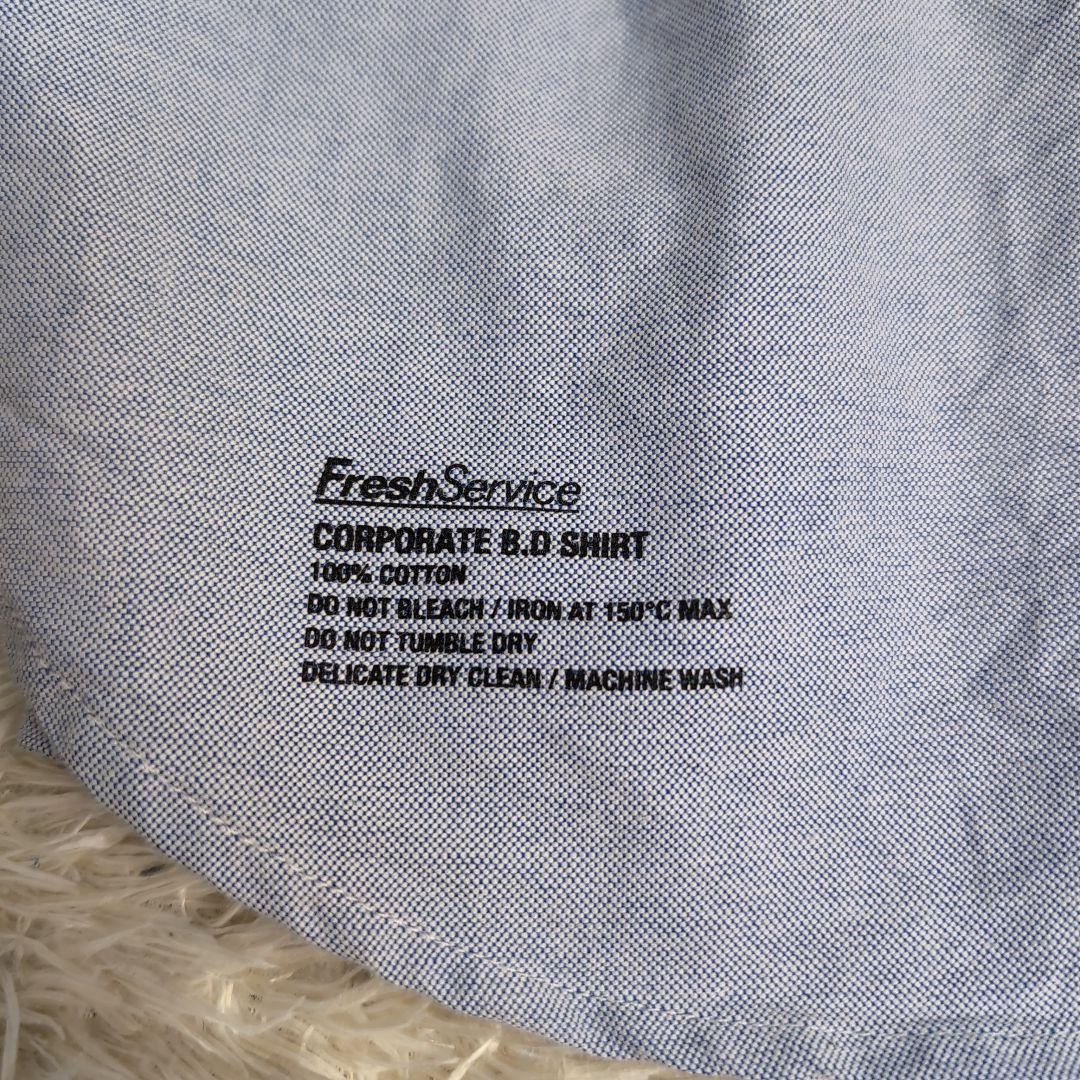 FreshService
CORPORATE B.D SHIRT
100% COTTON
DO NOT BLEACH / IRON AT 150°C MAX
DO NOT TUMBLE DRY
DELICATE DRY CLEAN / MACHINE WASH